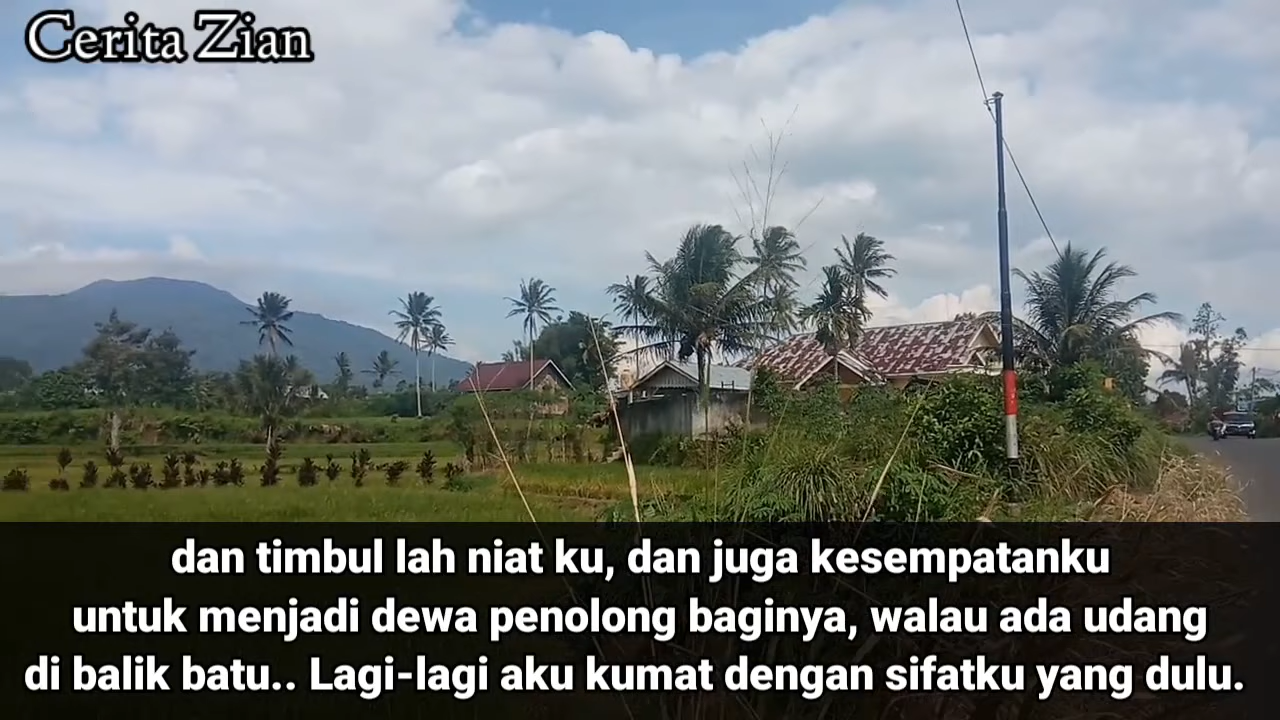 Cerita Zian
dan timbul lah niat ku, dan juga kesempatanku
untuk menjadi dewa penolong baginya, walau ada udang
di balik batu.. Lagi-lagi aku kumat dengan sifatku yang dulu.